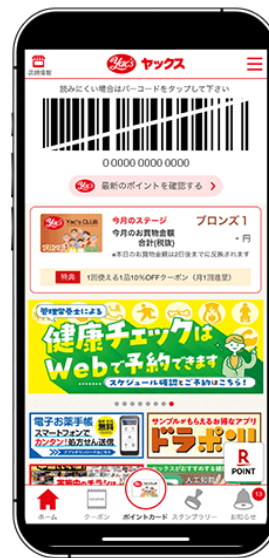 Yac's ヤックス
店舗情報
読みにくい場合はバーコードをタップして下さい
0 0000 0000 0000
Yac's 最新のポイントを確認する
Yac's CLUB
今月のステージ ブロンズ1
今月のお買物金額
合計(税抜)
- 円
※本日のお買物金額は2日後までに反映されます
特典 1回使える1品10%OFFクーポン（月1回進呈）
管理栄養士による
健康チェックは
Webで予約できます
スケジュール確認とご予約はこちら!
電子お薬手帳
スマートフォンで
カンタン!処方せん送信
無料
サンプルがもらえるお得なアプリ
ドラポン!
R
POINT
実施中のチラシは
13
ホーム
クーポン
ポイントカード
スタンプラリー
お知らせ